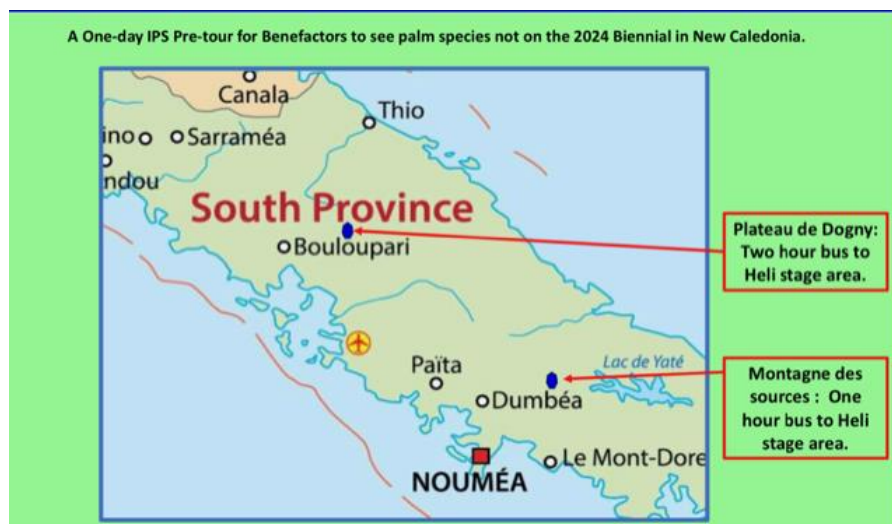 A One-day IPS Pre-tour for Benefactors to see palm species not on the 2024 Biennial in New Caledonia.
Canala
Thio
ino
Sarraméa
ndou
South Province
Bouloupari
Plateau de Dogny:
Two hour bus to
Heli stage area.
Païta
Lac de Yaté
Dumbéa
Montagne des
sources : One
hour bus to Heli
stage area.
Le Mont-Dore
NOUMÉA